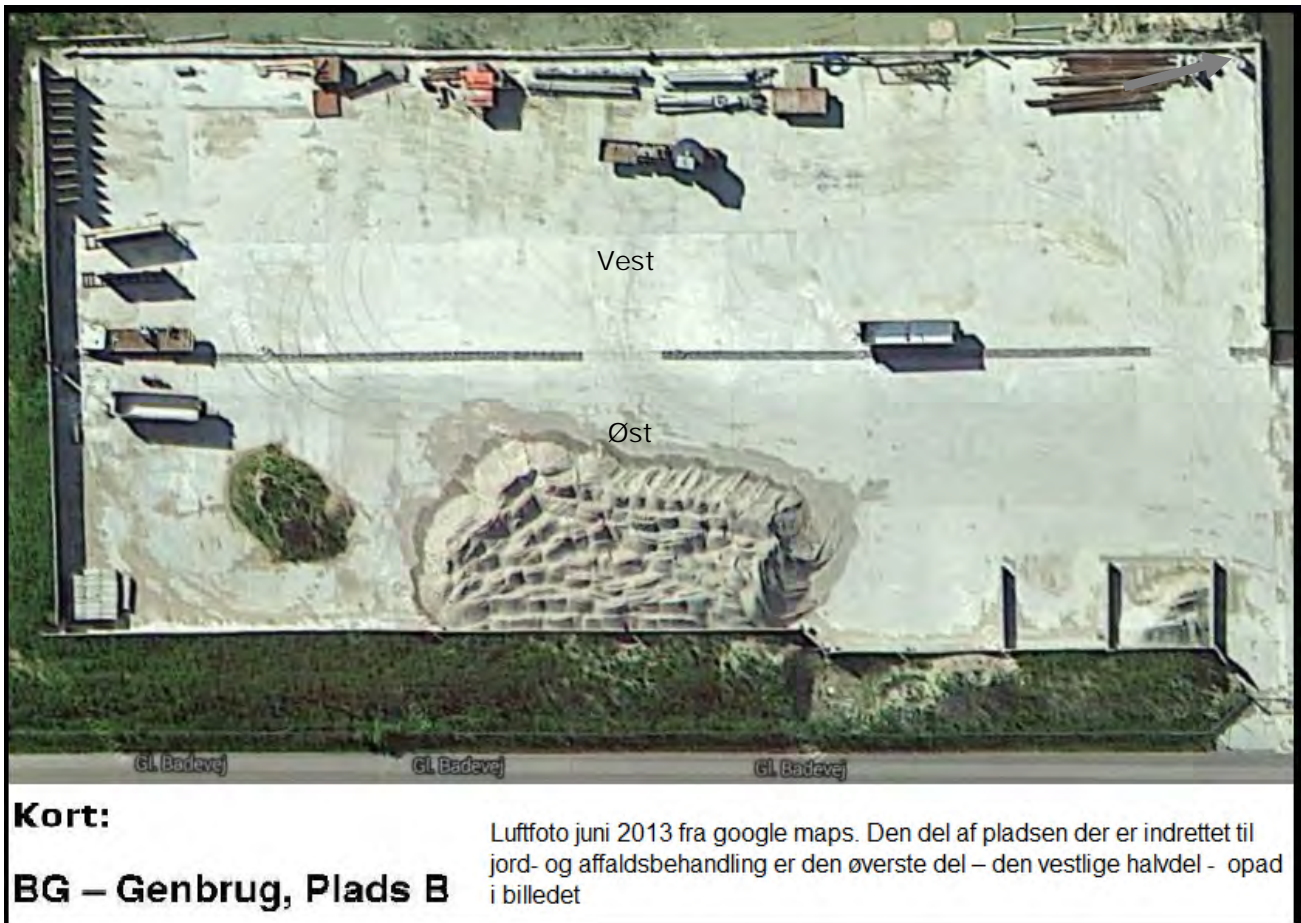 Vest
Øst
Gl. Badevej Gl. Badevej Gl. Badevej
Kort:
BG – Genbrug, Plads B
Luftfoto juni 2013 fra google maps. Den del af pladsen der er indrettet til
jord- og affaldsbehandling er den øverste del – den vestlige halvdel - opad
i billedet